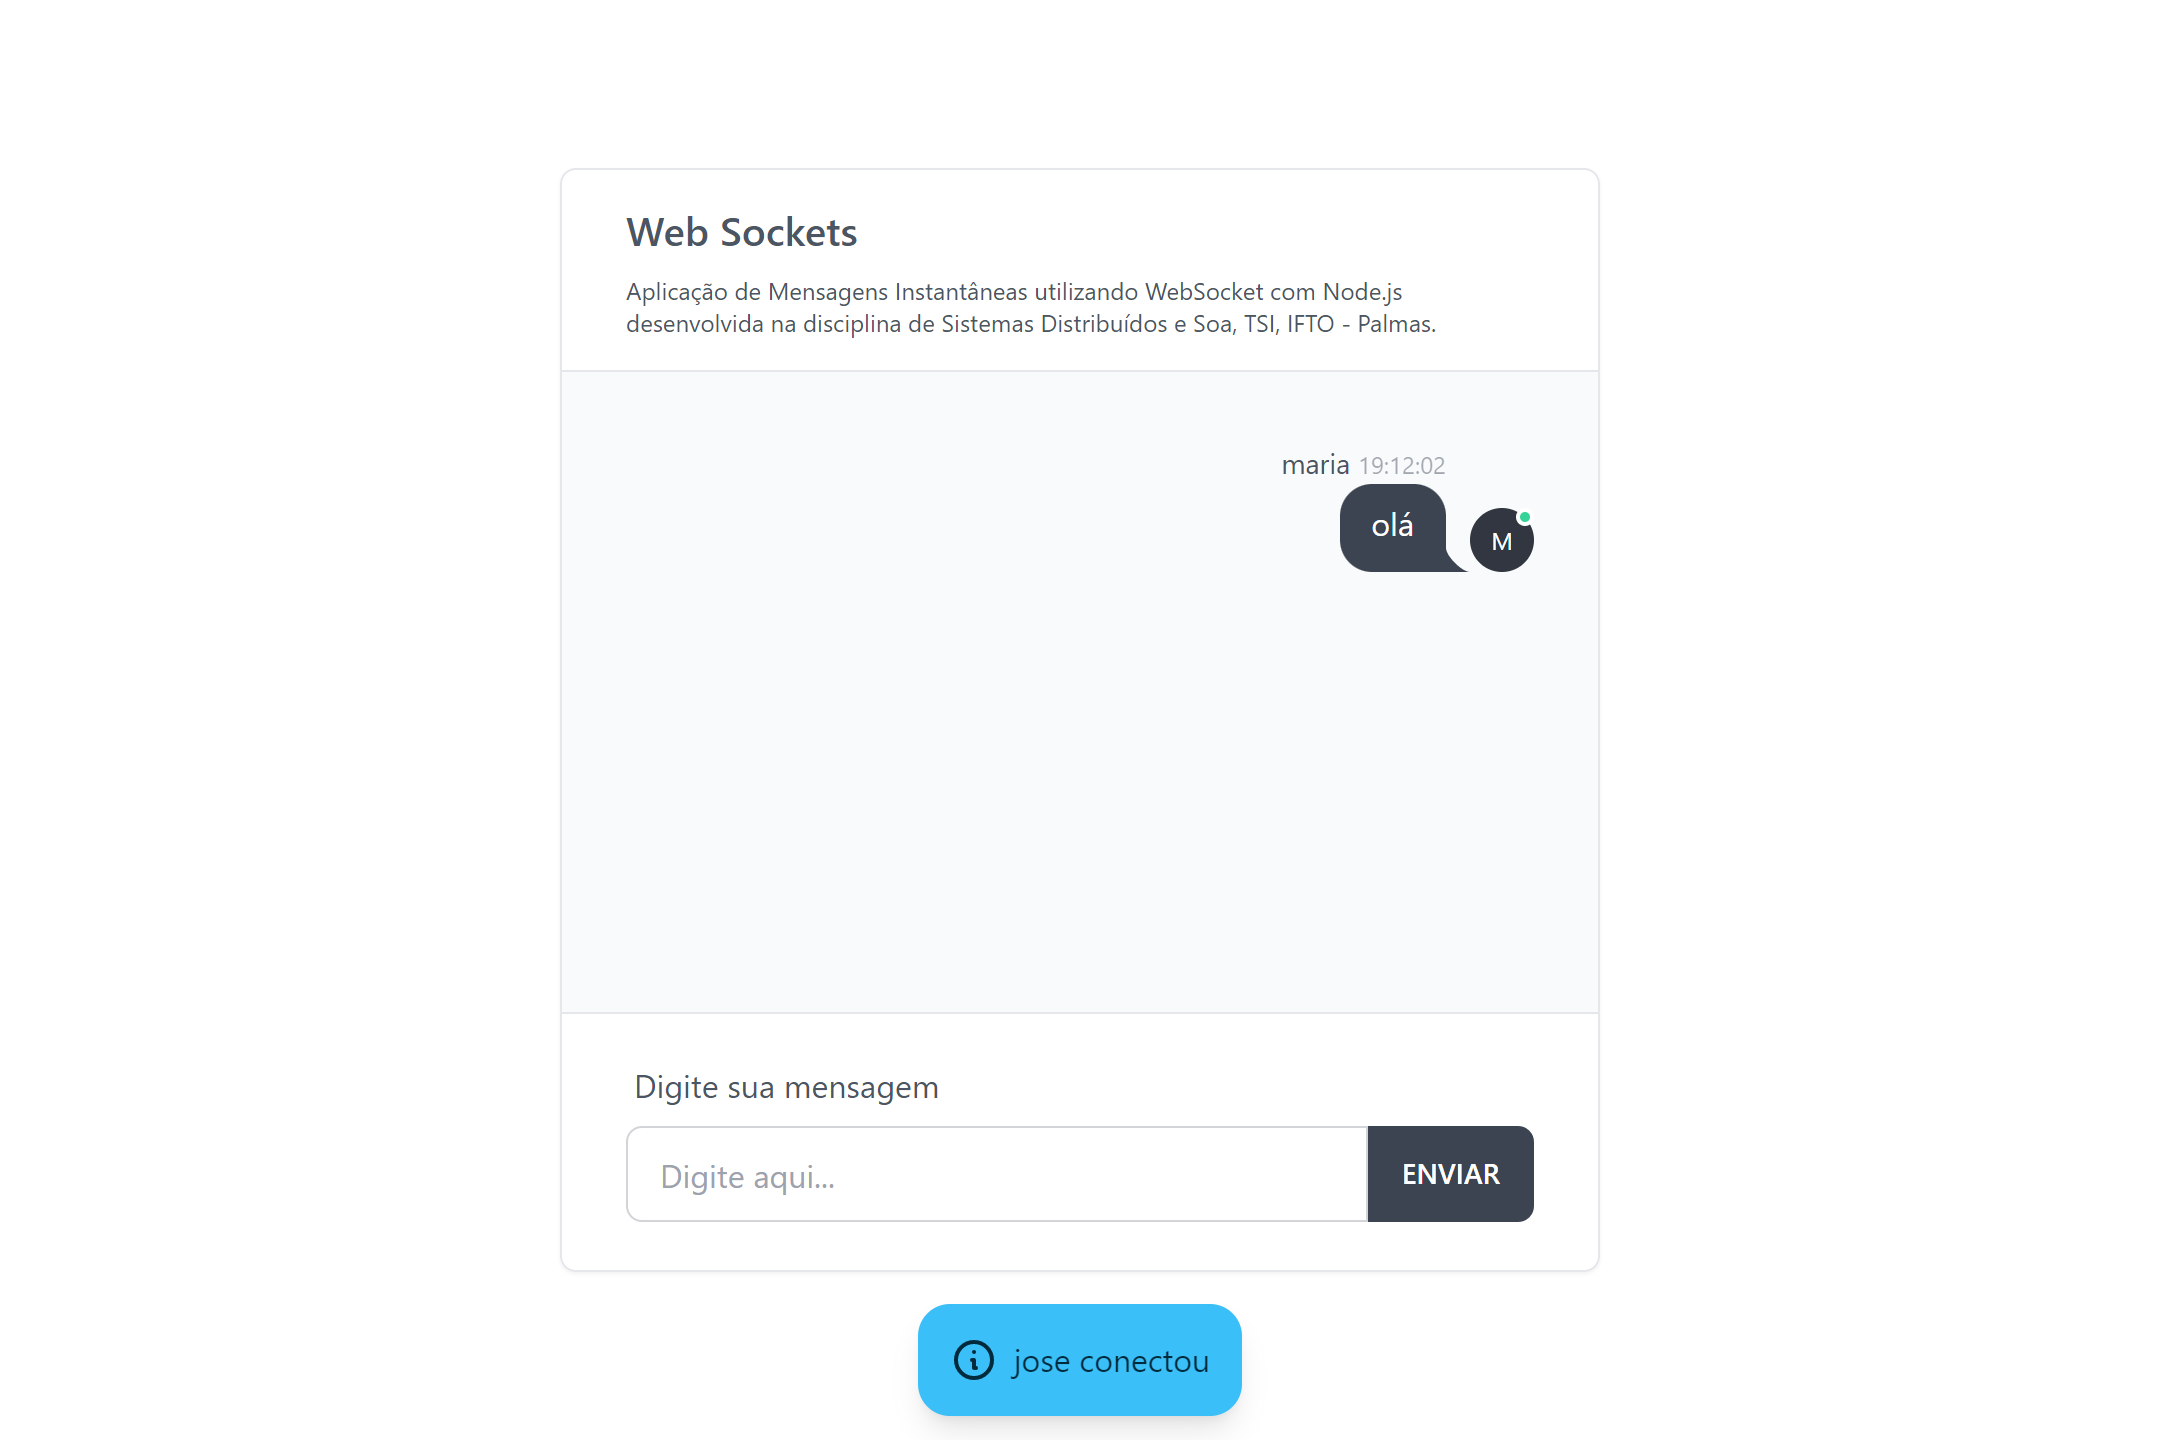 Web Sockets
Aplicação de Mensagens Instantâneas utilizando WebSocket com Node.js
desenvolvida na disciplina de Sistemas Distribuídos e Soa, TSI, IFTO - Palmas.
maria 19:12:02
olá
M
Digite sua mensagem
Digite aqui...
ENVIAR
jose conectou